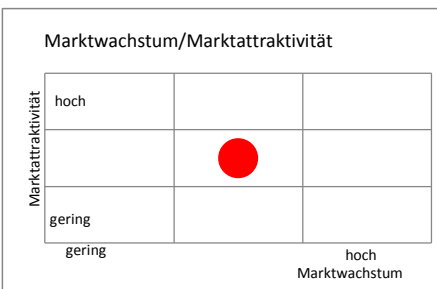 Marktwachstum/Marktattraktivität
Marktattraktivität
hoch
gering
gering
hoch
Marktwachstum